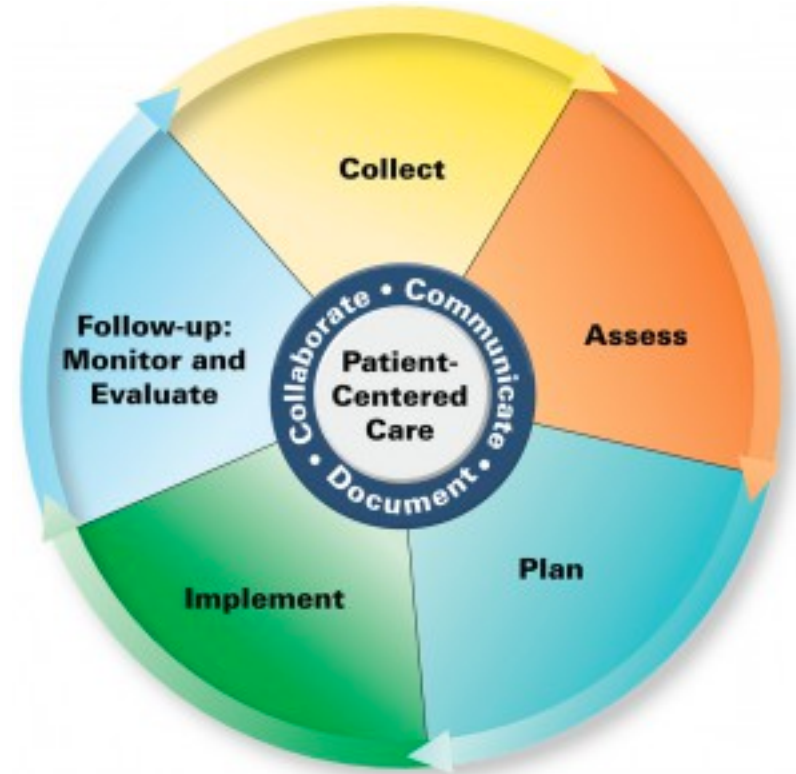 Collect
Assess
Plan
Implement
Follow-up:
Monitor and
Evaluate
Collaborate • Communicate • Document •
Patient-
Centered
Care